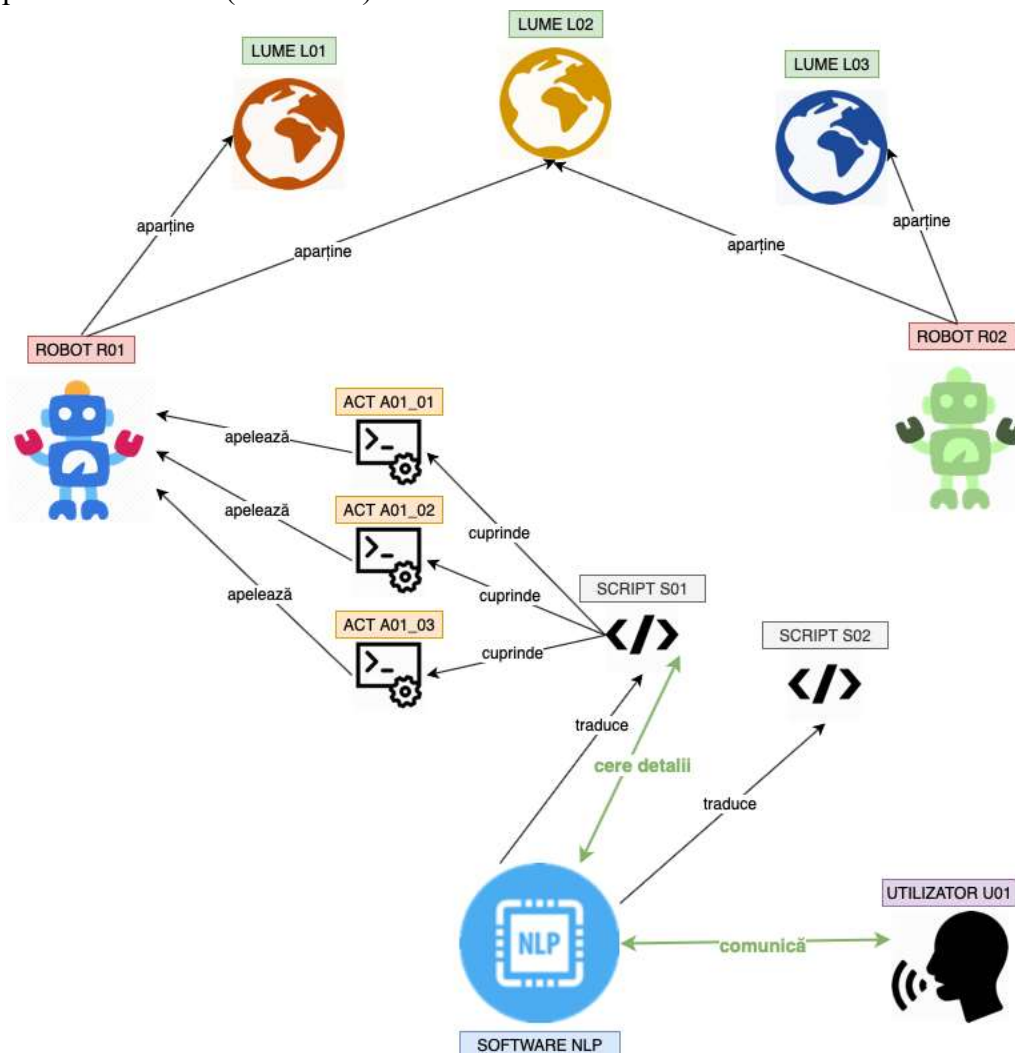 LUME L02
LUME L01
LUME L03
aparține
aparține
aparține
aparține
ROBOT R01
ROBOT R02
ACT A01_01
apelează
ACT A01_02
apelează
cuprinde
SCRIPT S01
apelează
cuprinde
ACT A01_03
SCRIPT S02
cuprinde
traduce
cere detalii
traduce
UTILIZATOR U01
NLP
comunică
SOFTWARE NLP